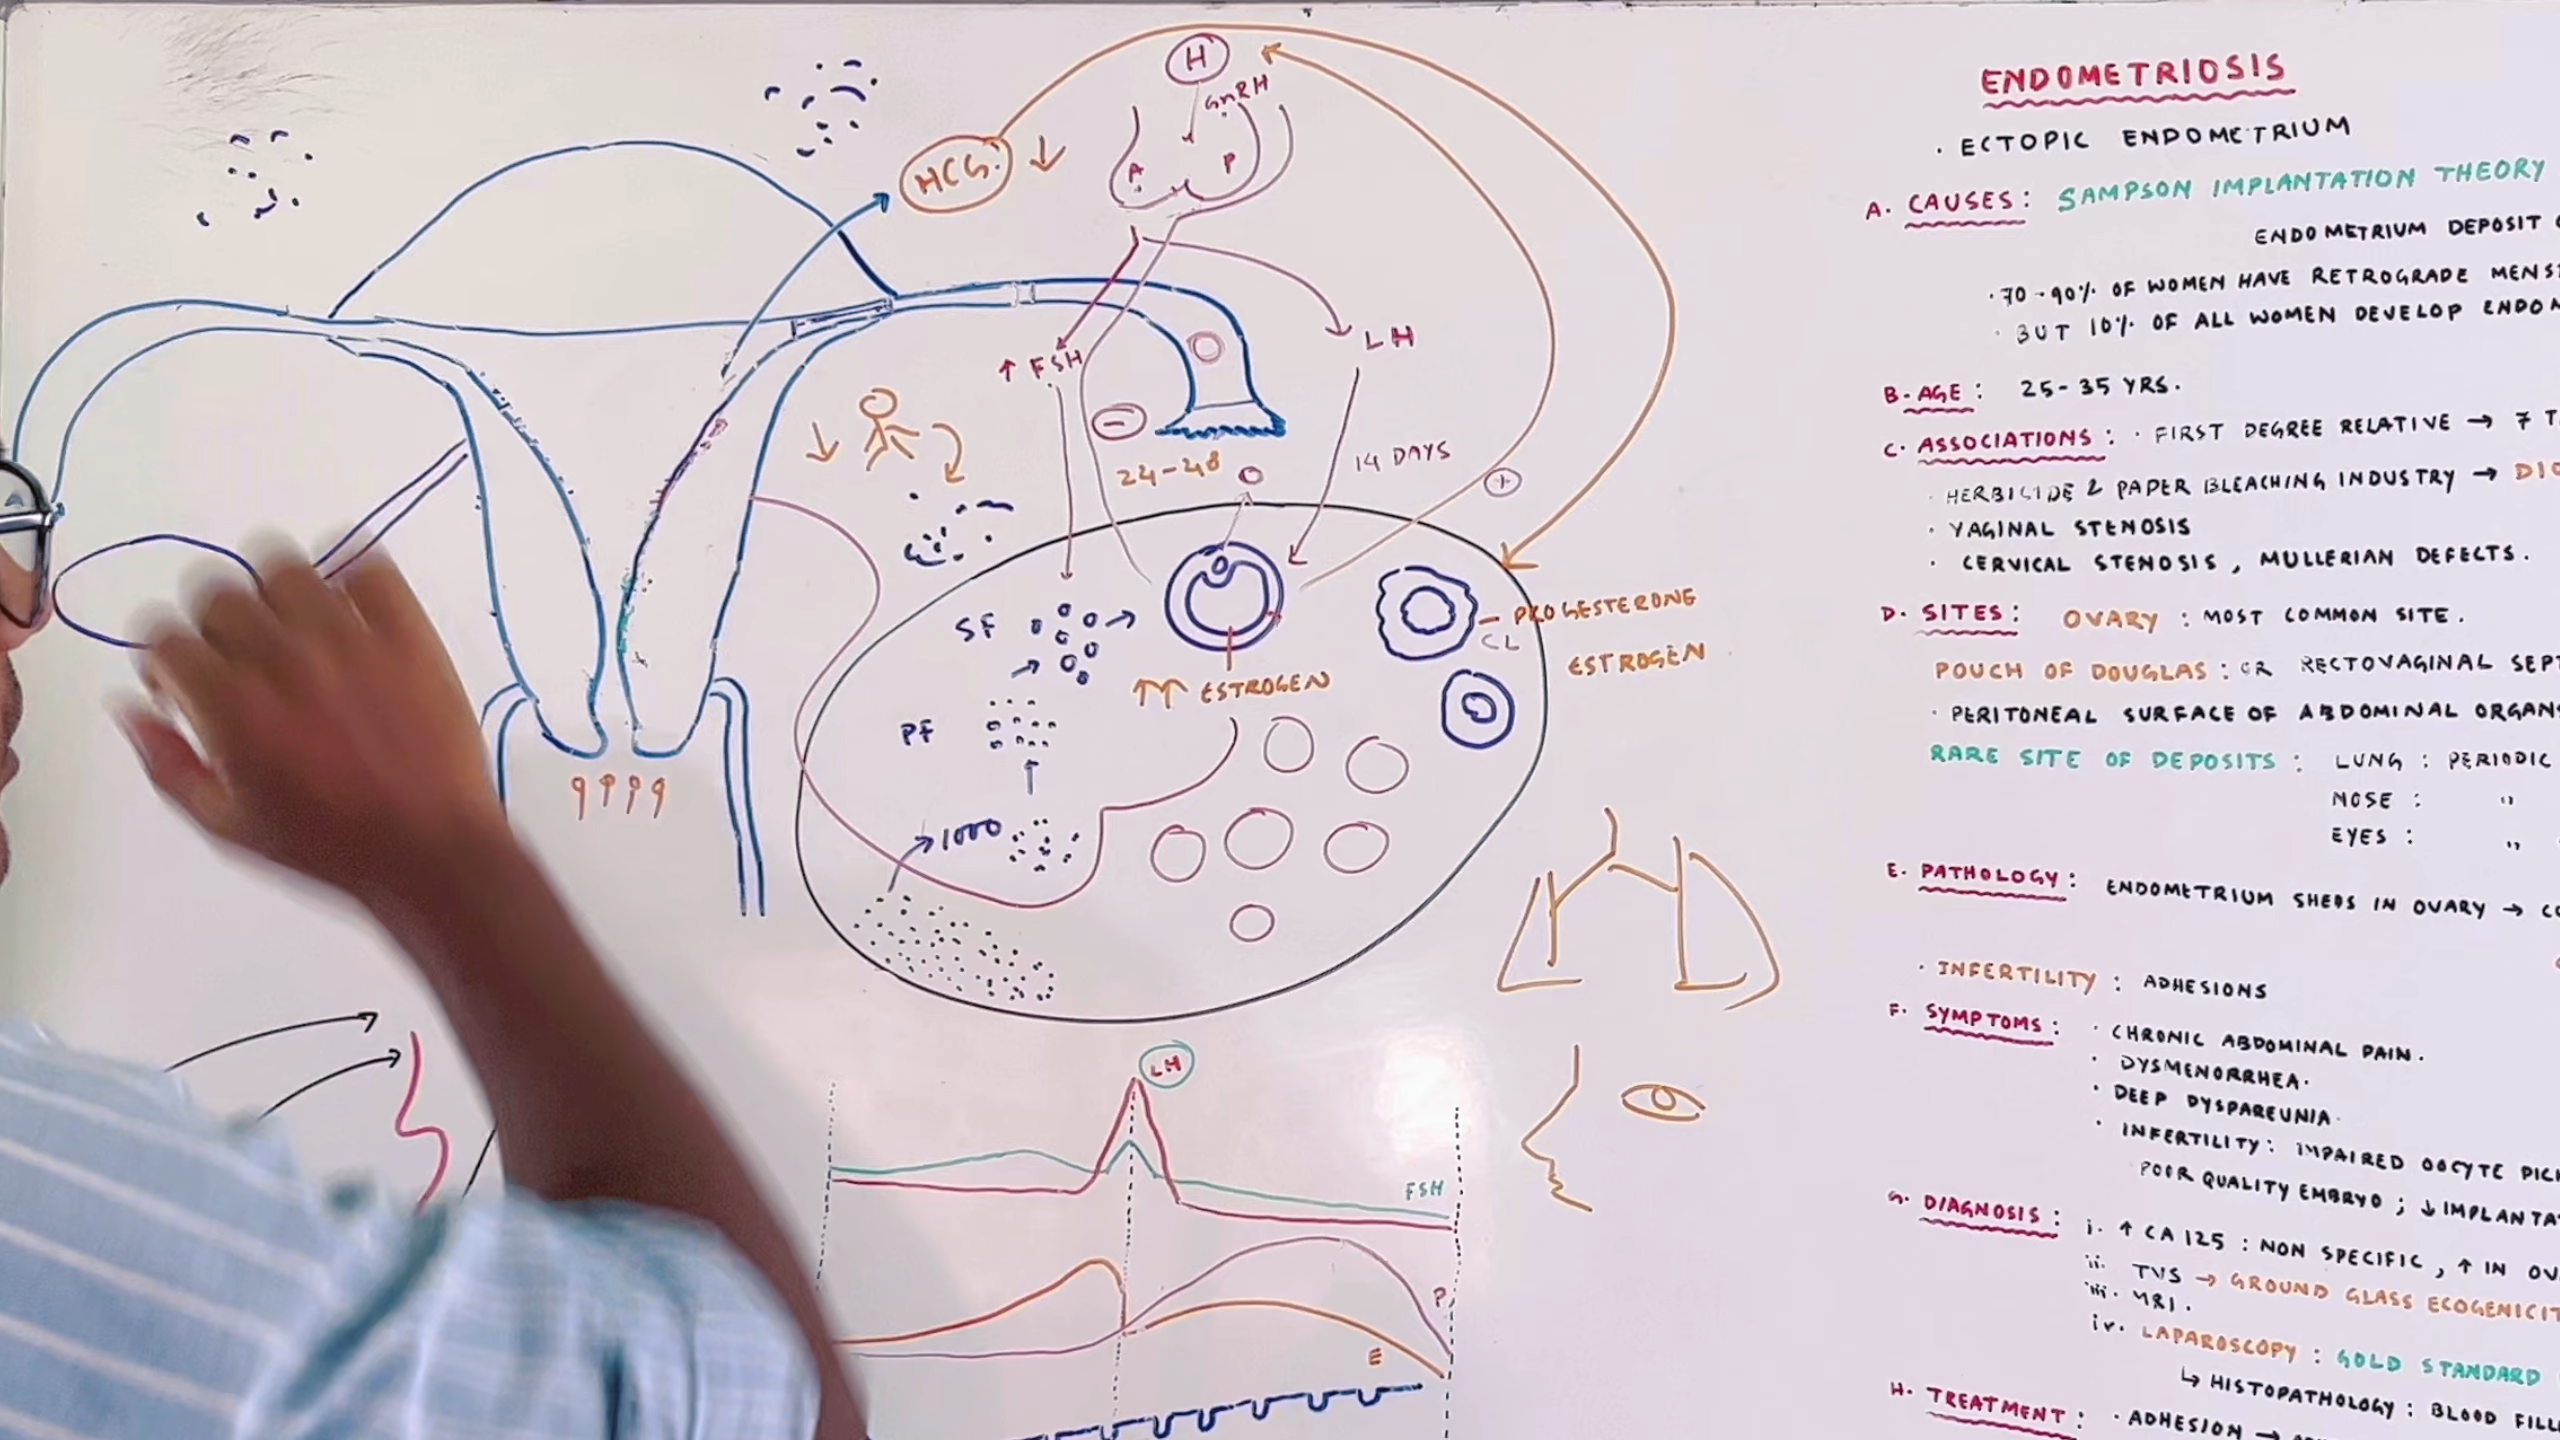 H
GnRH
HCG.
A
P
↑ FSH
LH
-
24-48
14 DAYS
+
SF
PROGESTERONE
CL
ESTROGEN
↑↑ ESTROGEN
PF
1000
LH
FSH
P
E
ENDOMETRIOSIS
· ECTOPIC ENDOMETRIUM
A. CAUSES: SAMPSON IMPLANTATION THEORY
ENDOMETRIUM DEPOSIT
· 70-90% OF WOMEN HAVE RETROGRADE
· BUT 10% OF ALL WOMEN DEVELOP
B. AGE: 25-35 YRS.
C. ASSOCIATIONS: · FIRST DEGREE RELATIVE → 7
· HERBICIDE & PAPER BLEACHING INDUSTRY →
· VAGINAL STENOSIS
· CERVICAL STENOSIS, MULLERIAN DEFECTS.
D. SITES: OVARY: MOST COMMON SITE.
POUCH OF DOUGLAS: OR RECTOVAGINAL
· PERITONEAL SURFACE OF ABDOMINAL
RARE SITE OF DEPOSITS: LUNG: PERIODIC
NOSE: "
EYES: "
E. PATHOLOGY: ENDOMETRIUM SHEDS IN OVARY →
· INFERTILITY: ADHESIONS
F. SYMPTOMS: · CHRONIC ABDOMINAL PAIN.
· DYSMENORRHEA.
· DEEP DYSPAREUNIA.
· INFERTILITY: IMPAIRED OOCYTE
POOR QUALITY EMBRYO; ↓
G. DIAGNOSIS: i. ↑ CA 125: NON SPECIFIC, ↑ IN
ii. TVS → GROUND GLASS
iii. MRI.
iv. LAPAROSCOPY: GOLD STANDARD
↳ HISTOPATHOLOGY: BLOOD
H. TREATMENT: · ADHESION →